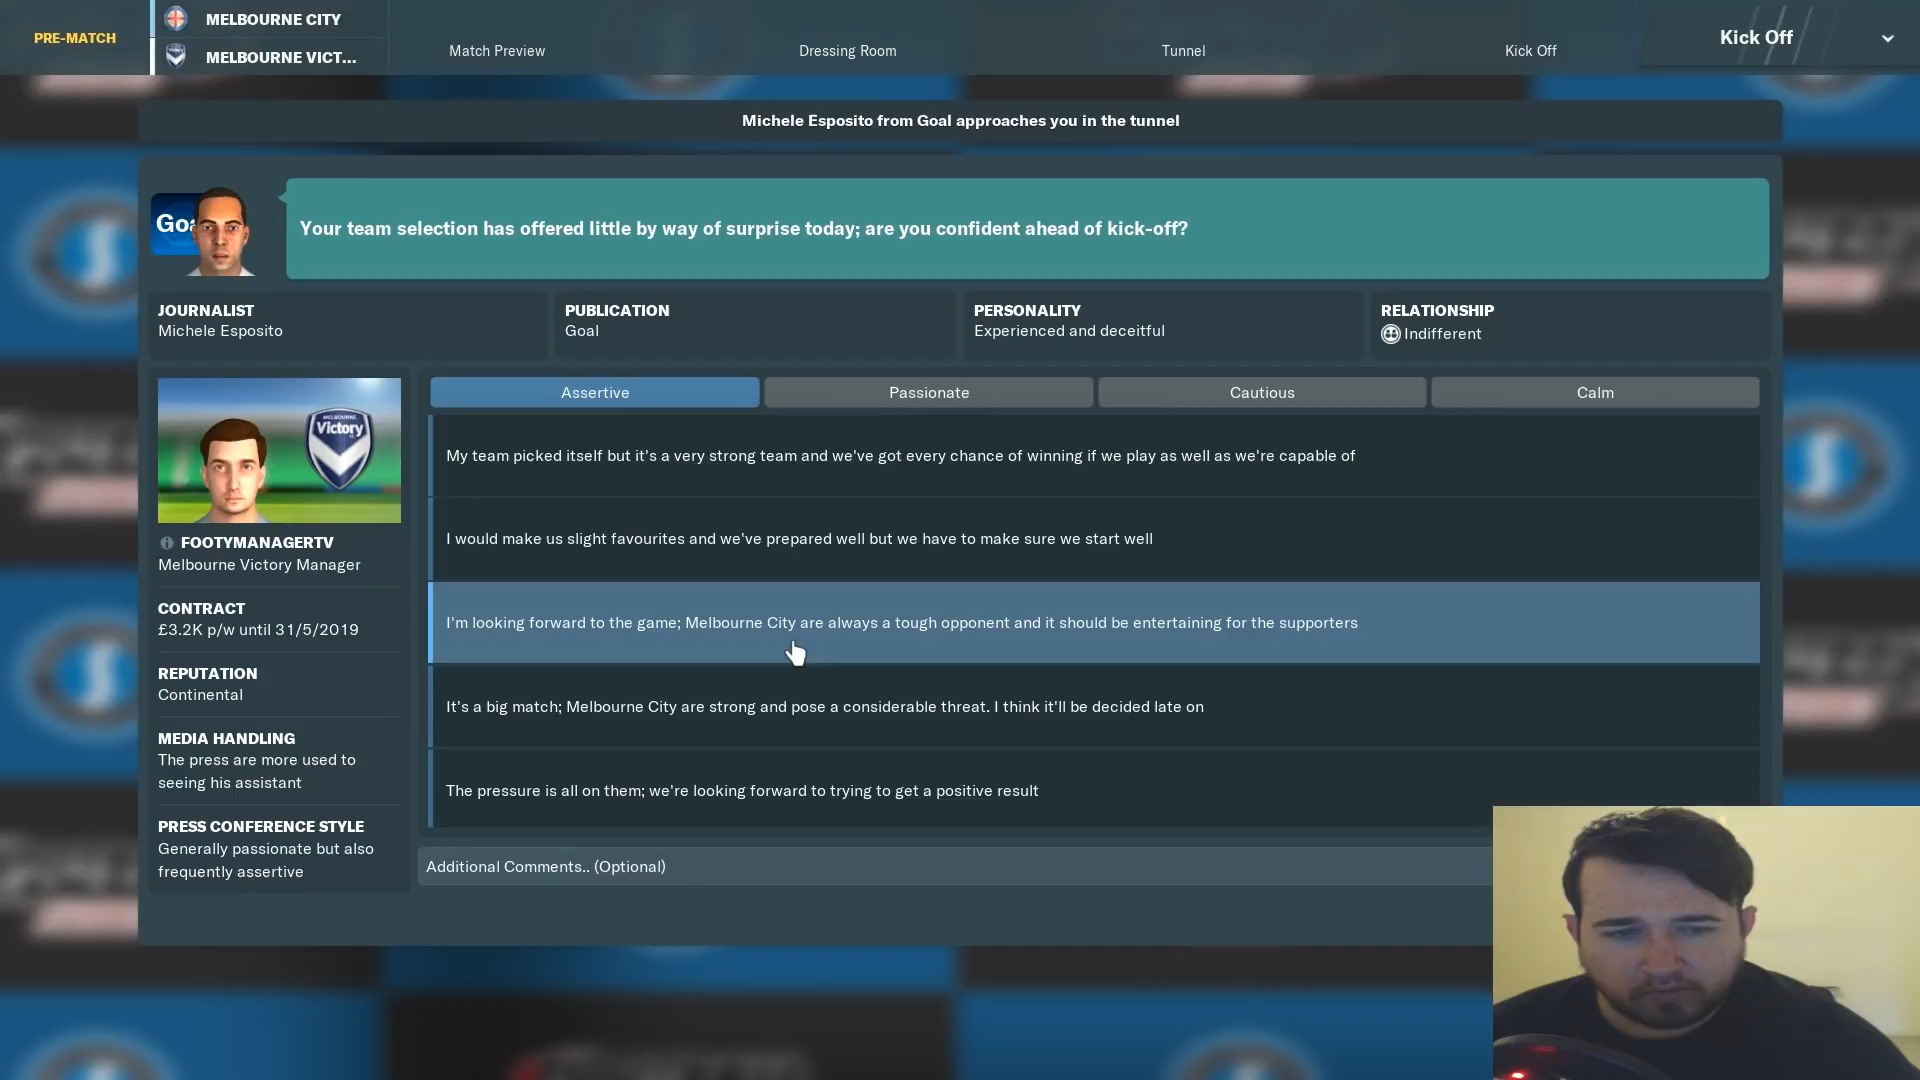 PRE-MATCH
MELBOURNE CITY
MELBOURNE VICT...
Match Preview
Dressing Room
Tunnel
Kick Off
Kick Off
Michele Esposito from Goal approaches you in the tunnel
Goa
Your team selection has offered little by way of surprise today; are you confident ahead of kick-off?
JOURNALIST
Michele Esposito
PUBLICATION
Goal
PERSONALITY
Experienced and deceitful
RELATIONSHIP
Indifferent
MELBOURNE
Victory
FOOTYMANAGERTV
Melbourne Victory Manager
CONTRACT
£3.2K p/w until 31/5/2019
REPUTATION
Continental
MEDIA HANDLING
The press are more used to
seeing his assistant
PRESS CONFERENCE STYLE
Generally passionate but also
frequently assertive
Assertive
Passionate
Cautious
Calm
My team picked itself but it's a very strong team and we've got every chance of winning if we play as well as we're capable of
I would make us slight favourites and we've prepared well but we have to make sure we start well
I'm looking forward to the game; Melbourne City are always a tough opponent and it should be entertaining for the supporters
It's a big match; Melbourne City are strong and pose a considerable threat. I think it'll be decided late on
The pressure is all on them; we're looking forward to trying to get a positive result
Additional Comments.. (Optional)